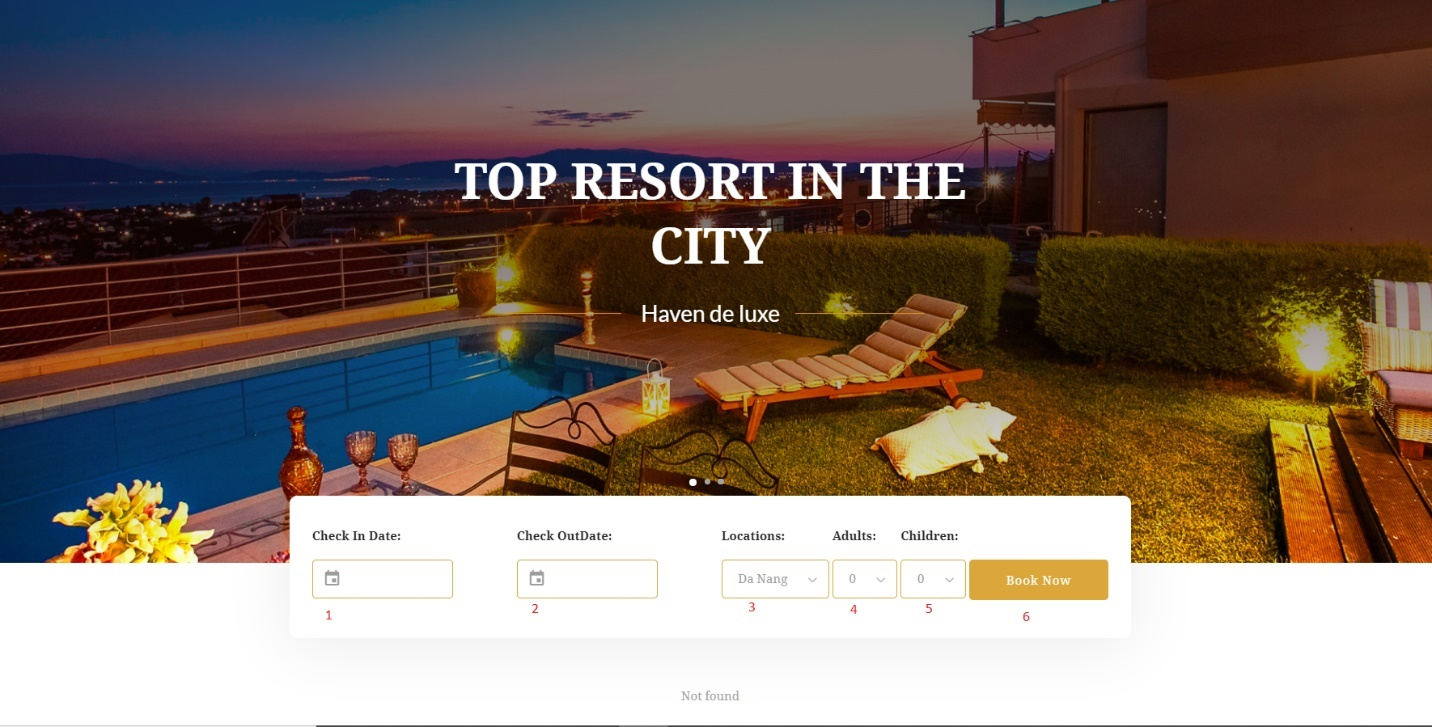 TOP RESORT IN THE
CITY
Haven de luxe
Check In Date: Check OutDate: Locations: Adults: Children:
Da Nang 0 0 Book Now
1 2 3 4 5 6
Not found